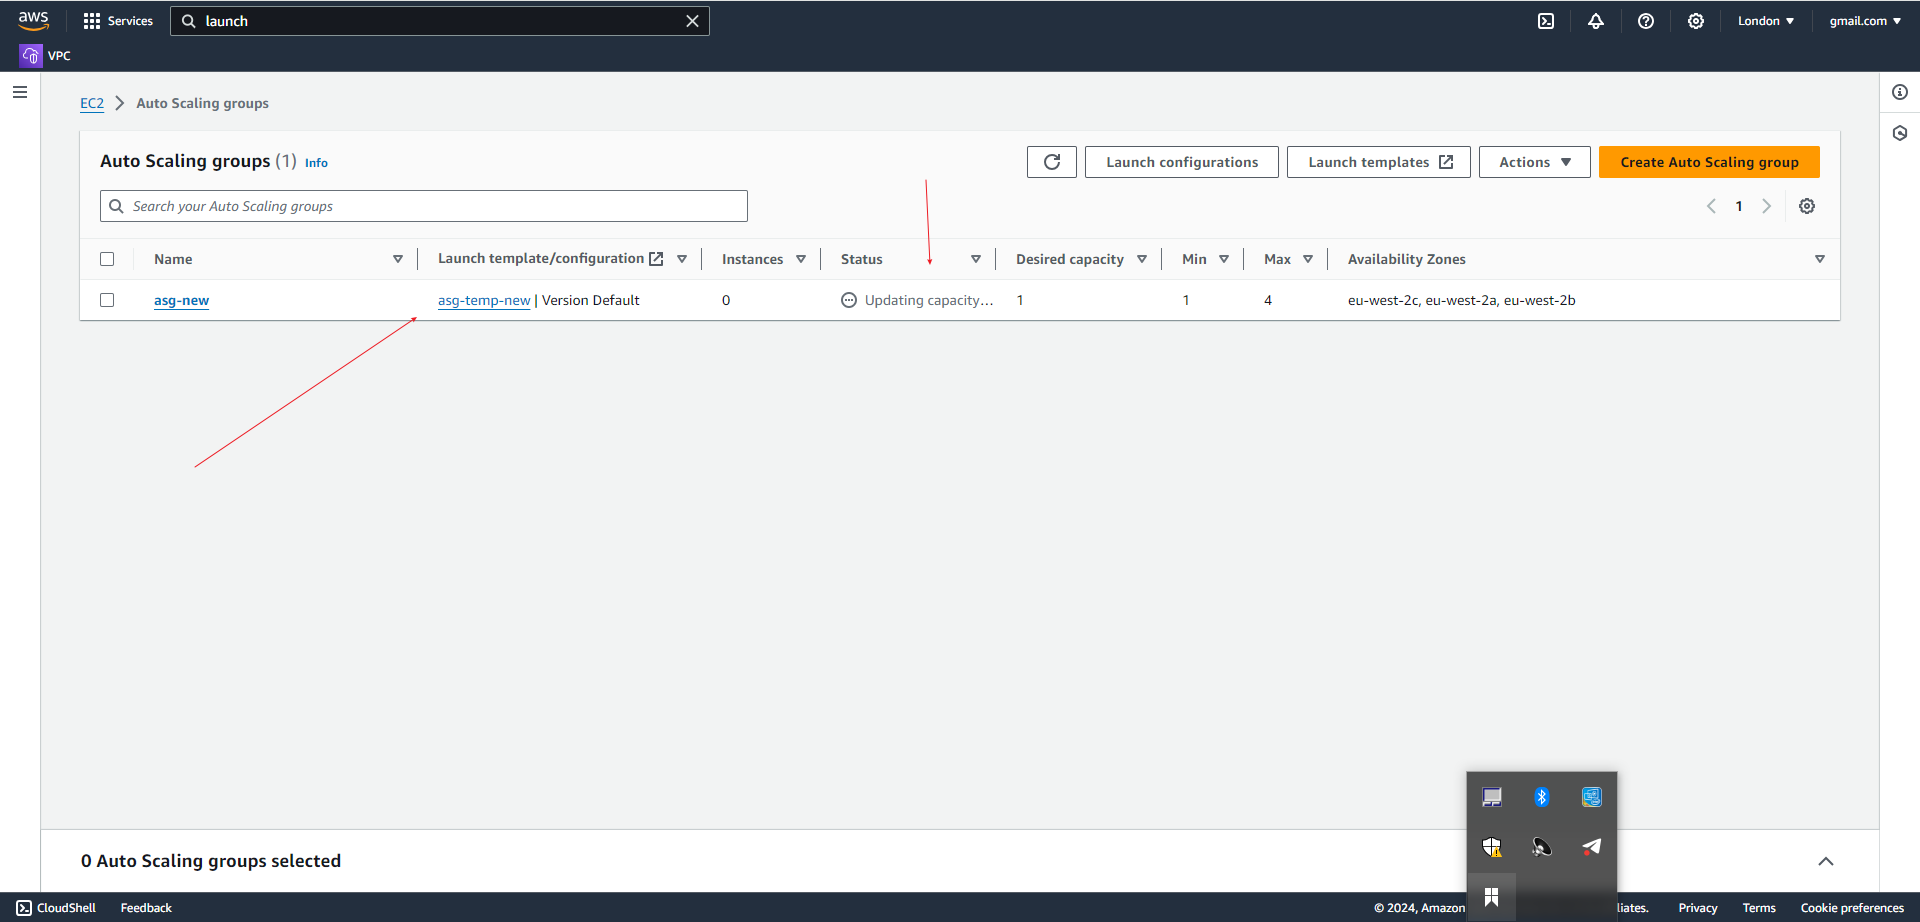 aws
Services
launch
London
gmail.com
VPC
EC2
Auto Scaling groups
Auto Scaling groups (1) Info
Launch configurations
Launch templates
Actions
Create Auto Scaling group
Search your Auto Scaling groups
1
Name Launch template/configuration Instances Status Desired capacity Min Max Availability Zones
asg-new asg-temp-new | Version Default 0 Updating capacity... 1 1 4 eu-west-2c, eu-west-2a, eu-west-2b
0 Auto Scaling groups selected
CloudShell Feedback © 2024, Amazon liates. Privacy Terms Cookie preferences